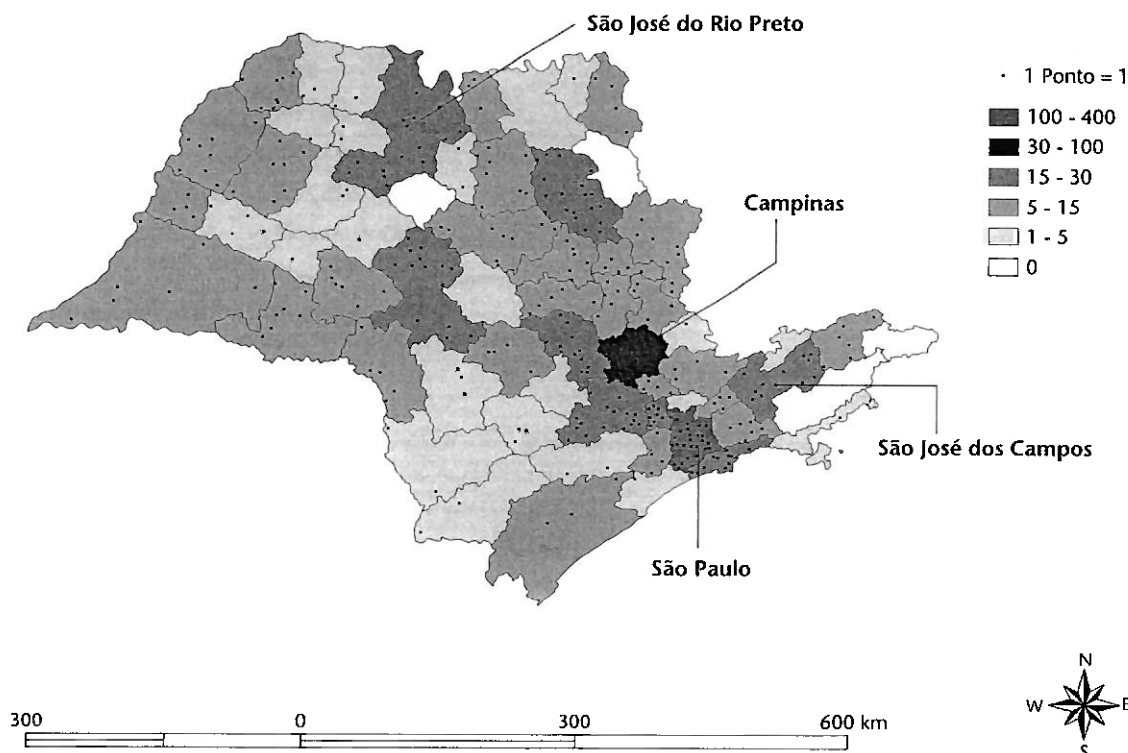 São José do Rio Preto
1 Ponto = 1
100 - 400
30 - 100
15 - 30
5 - 15
1 - 5
0
Campinas
São José dos Campos
São Paulo
N
W E
S
300 0 300 600 km